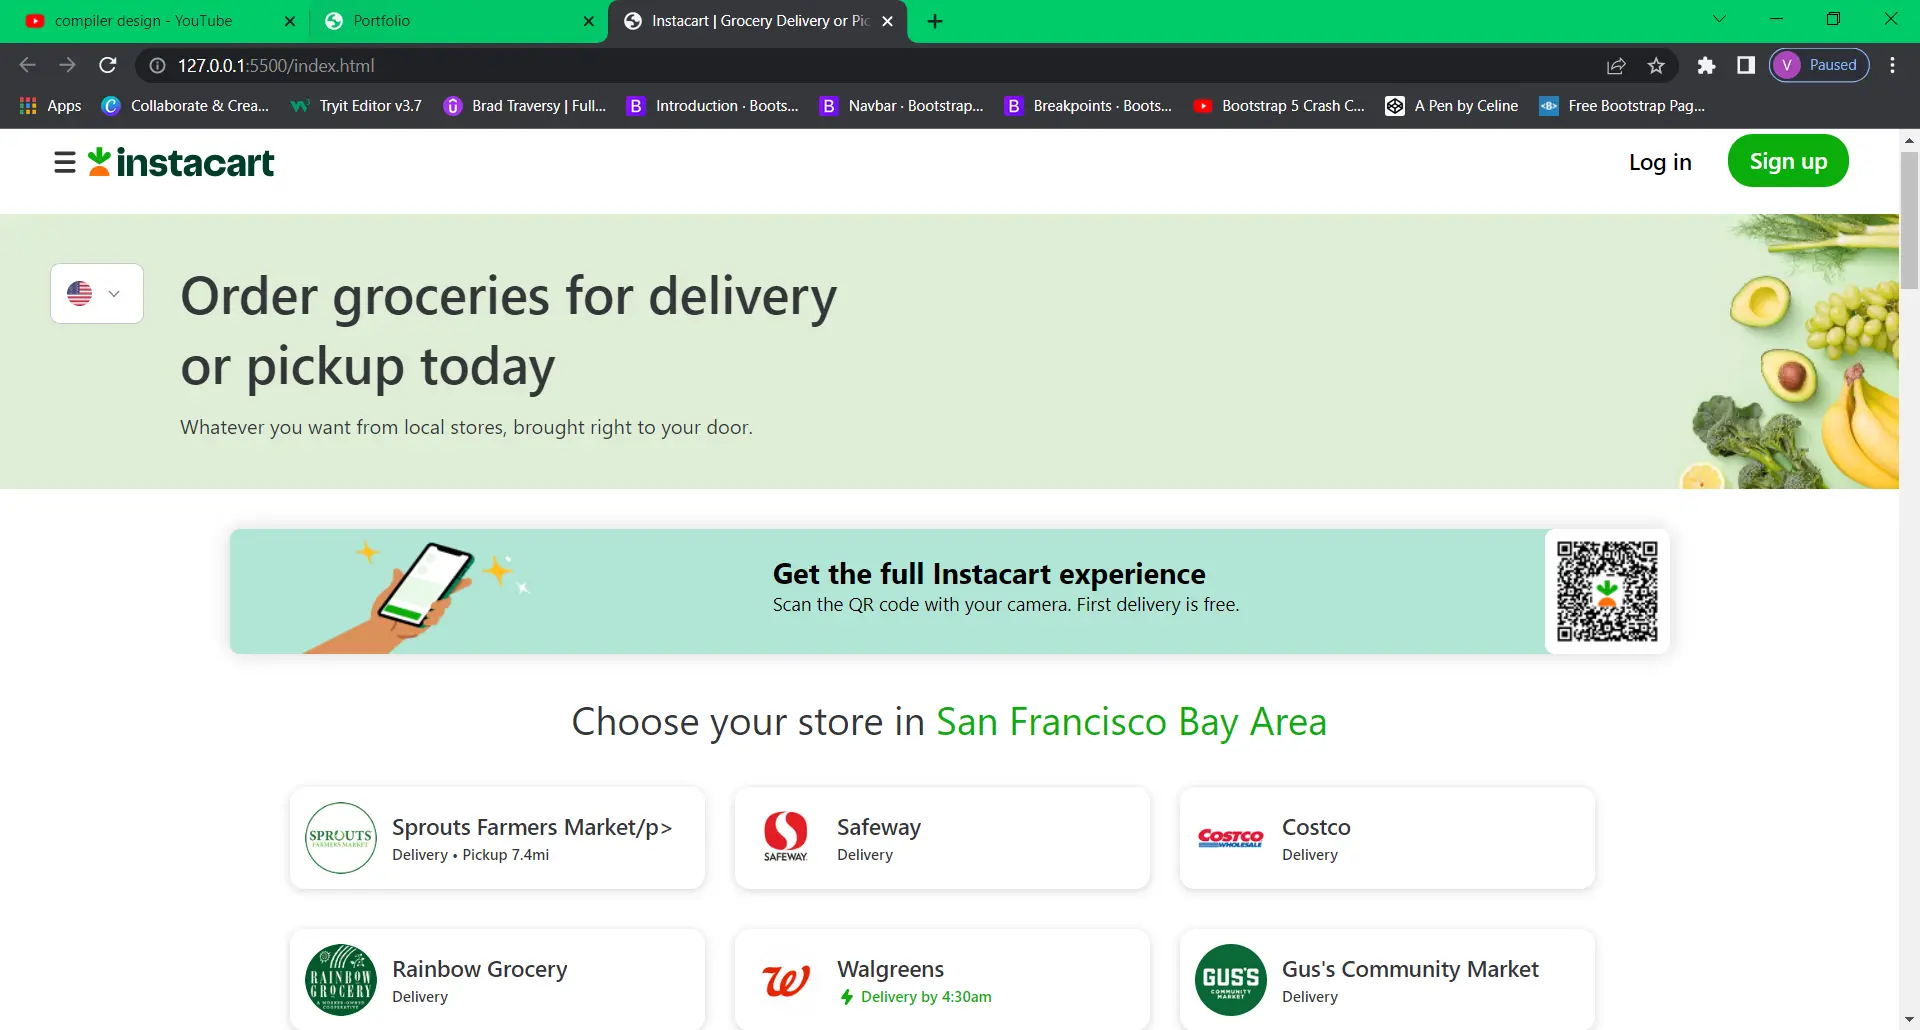 compiler design - YouTube
Portfolio
Instacart | Grocery Delivery or Pic
127.0.0.1:5500/index.html
V Paused
Apps
Collaborate & Crea...
Tryit Editor v3.7
Brad Traversy | Full...
B Introduction · Boots...
B Navbar · Bootstrap...
B Breakpoints · Boots...
Bootstrap 5 Crash C...
A Pen by Celine
Free Bootstrap Pag...
instacart
Log in
Sign up
Order groceries for delivery
or pickup today
Whatever you want from local stores, brought right to your door.
Get the full Instacart experience
Scan the QR code with your camera. First delivery is free.
Choose your store in San Francisco Bay Area
SPROUTS
FARMERS MARKET
Sprouts Farmers Market/p>
Delivery • Pickup 7.4mi
SAFEWAY
Safeway
Delivery
COSTCO
WHOLESALE
Costco
Delivery
RAINBOW
GROCERY
A WORKER-OWNED
COOPERATIVE
Rainbow Grocery
Delivery
W
Walgreens
Delivery by 4:30am
GUS'S
COMMUNITY
MARKET
Gus's Community Market
Delivery